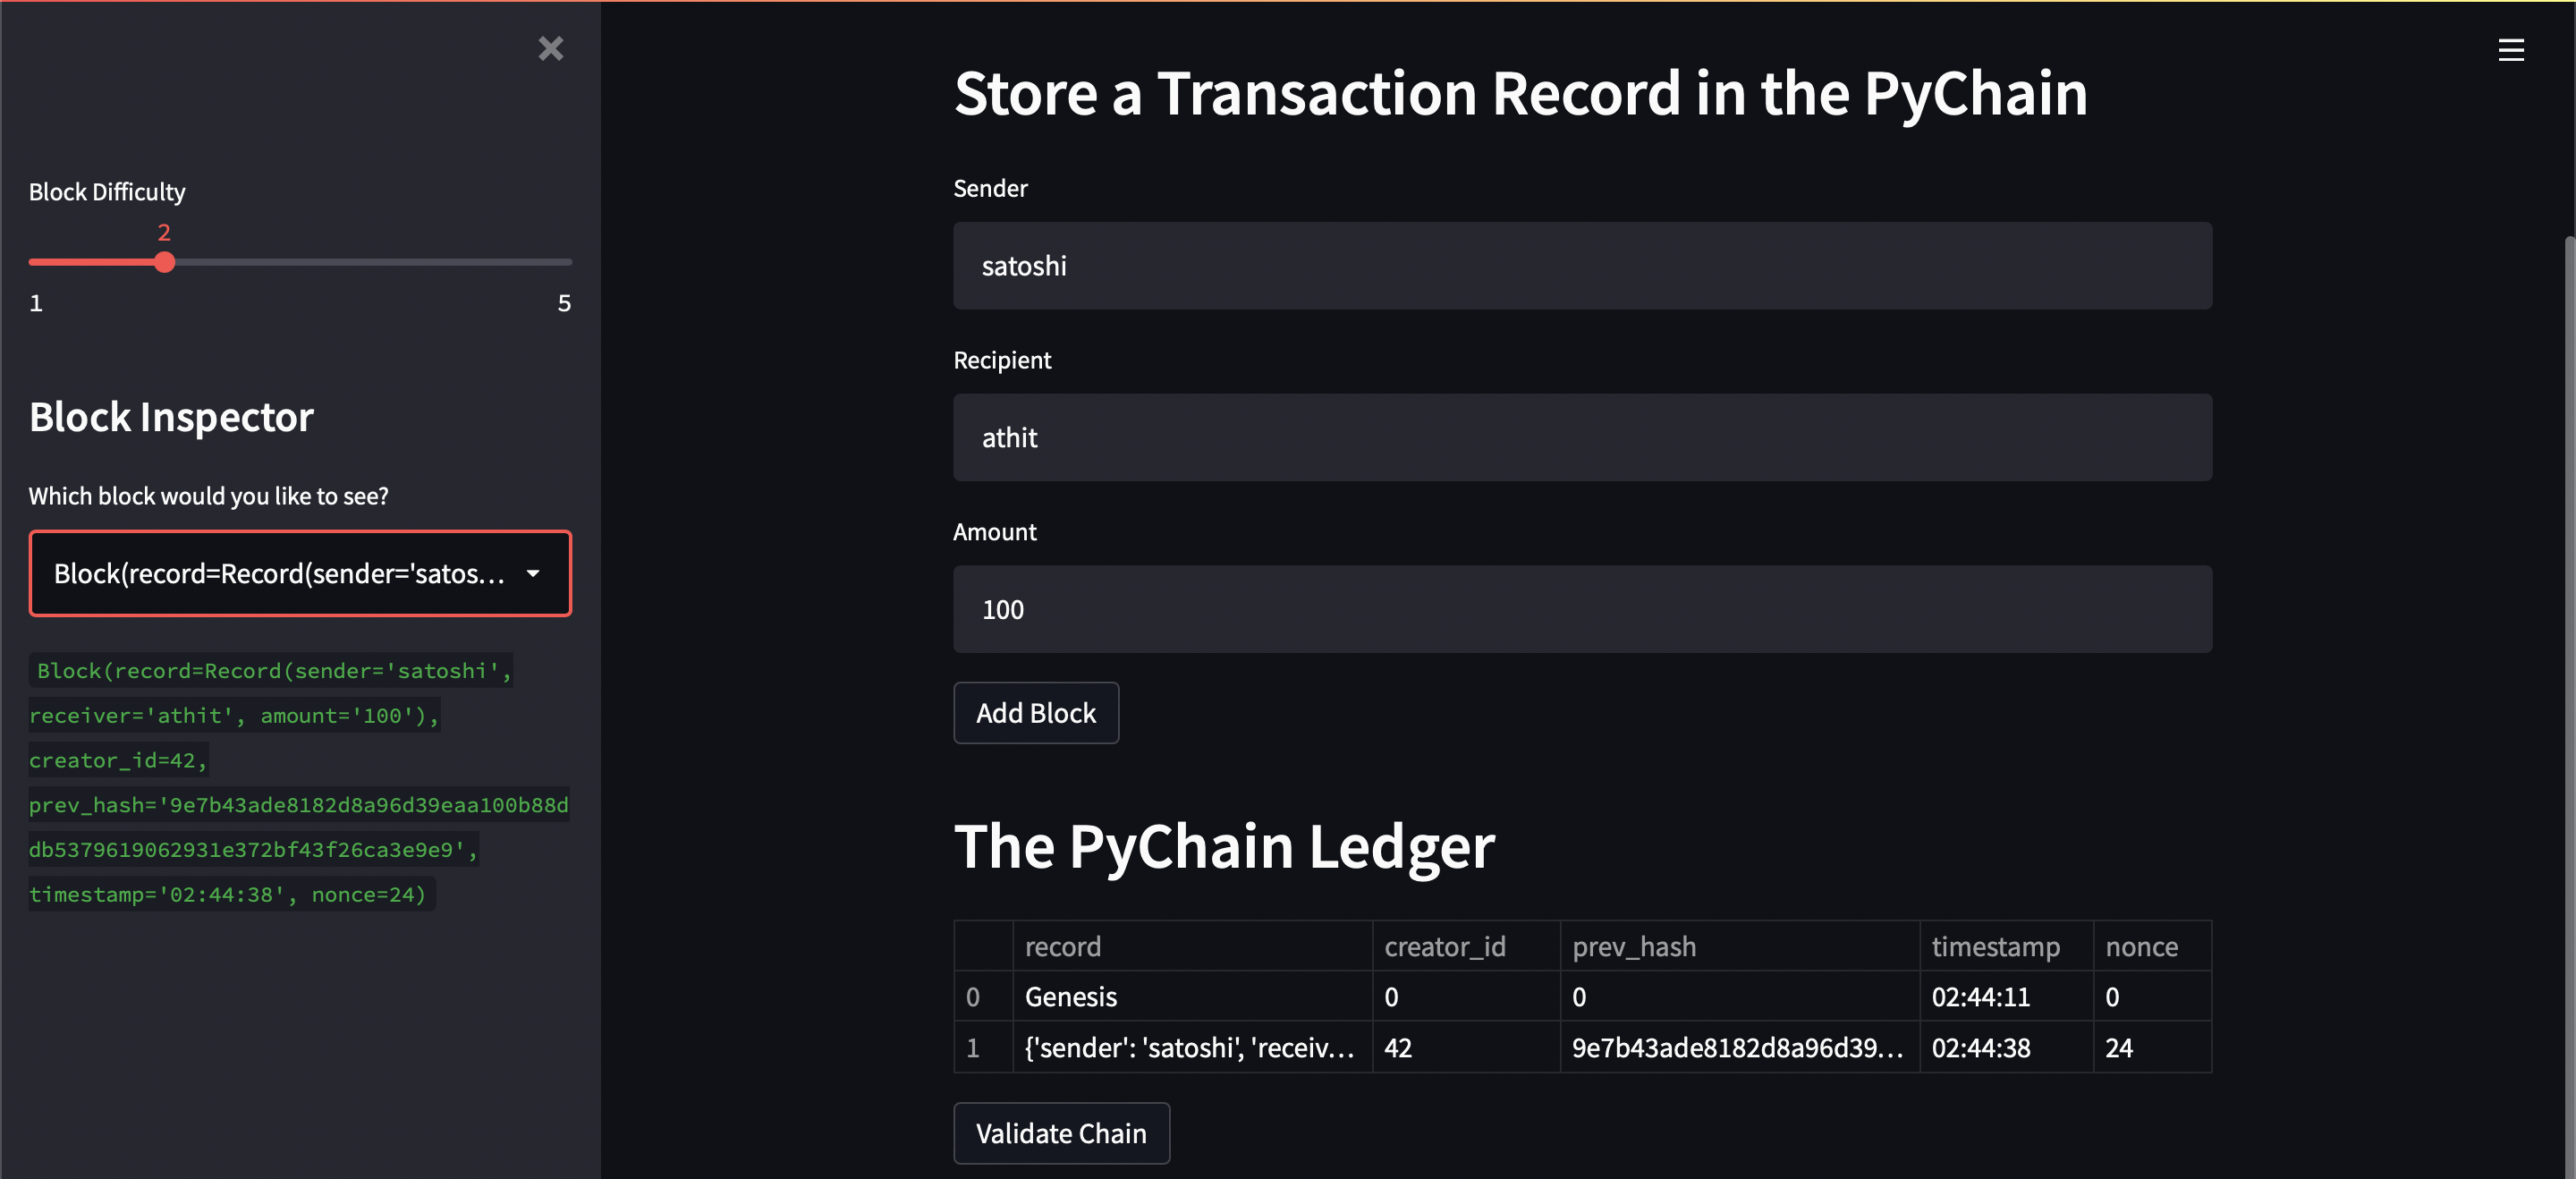 Block Difficulty
2
1 5
Block Inspector
Which block would you like to see?
Block(record=Record(sender='satos...
Block(record=Record(sender='satoshi',
receiver='athit', amount='100'),
creator_id=42,
prev_hash='9e7b43ade8182d8a96d39eaa100b88d
db5379619062931e372bf43f26ca3e9e9',
timestamp='02:44:38', nonce=24)
Store a Transaction Record in the PyChain
Sender
satoshi
Recipient
athit
Amount
100
Add Block
The PyChain Ledger
record creator_id prev_hash timestamp nonce
0 Genesis 0 0 02:44:11 0
1 {'sender': 'satoshi', 'receiv... 42 9e7b43ade8182d8a96d39... 02:44:38 24
Validate Chain